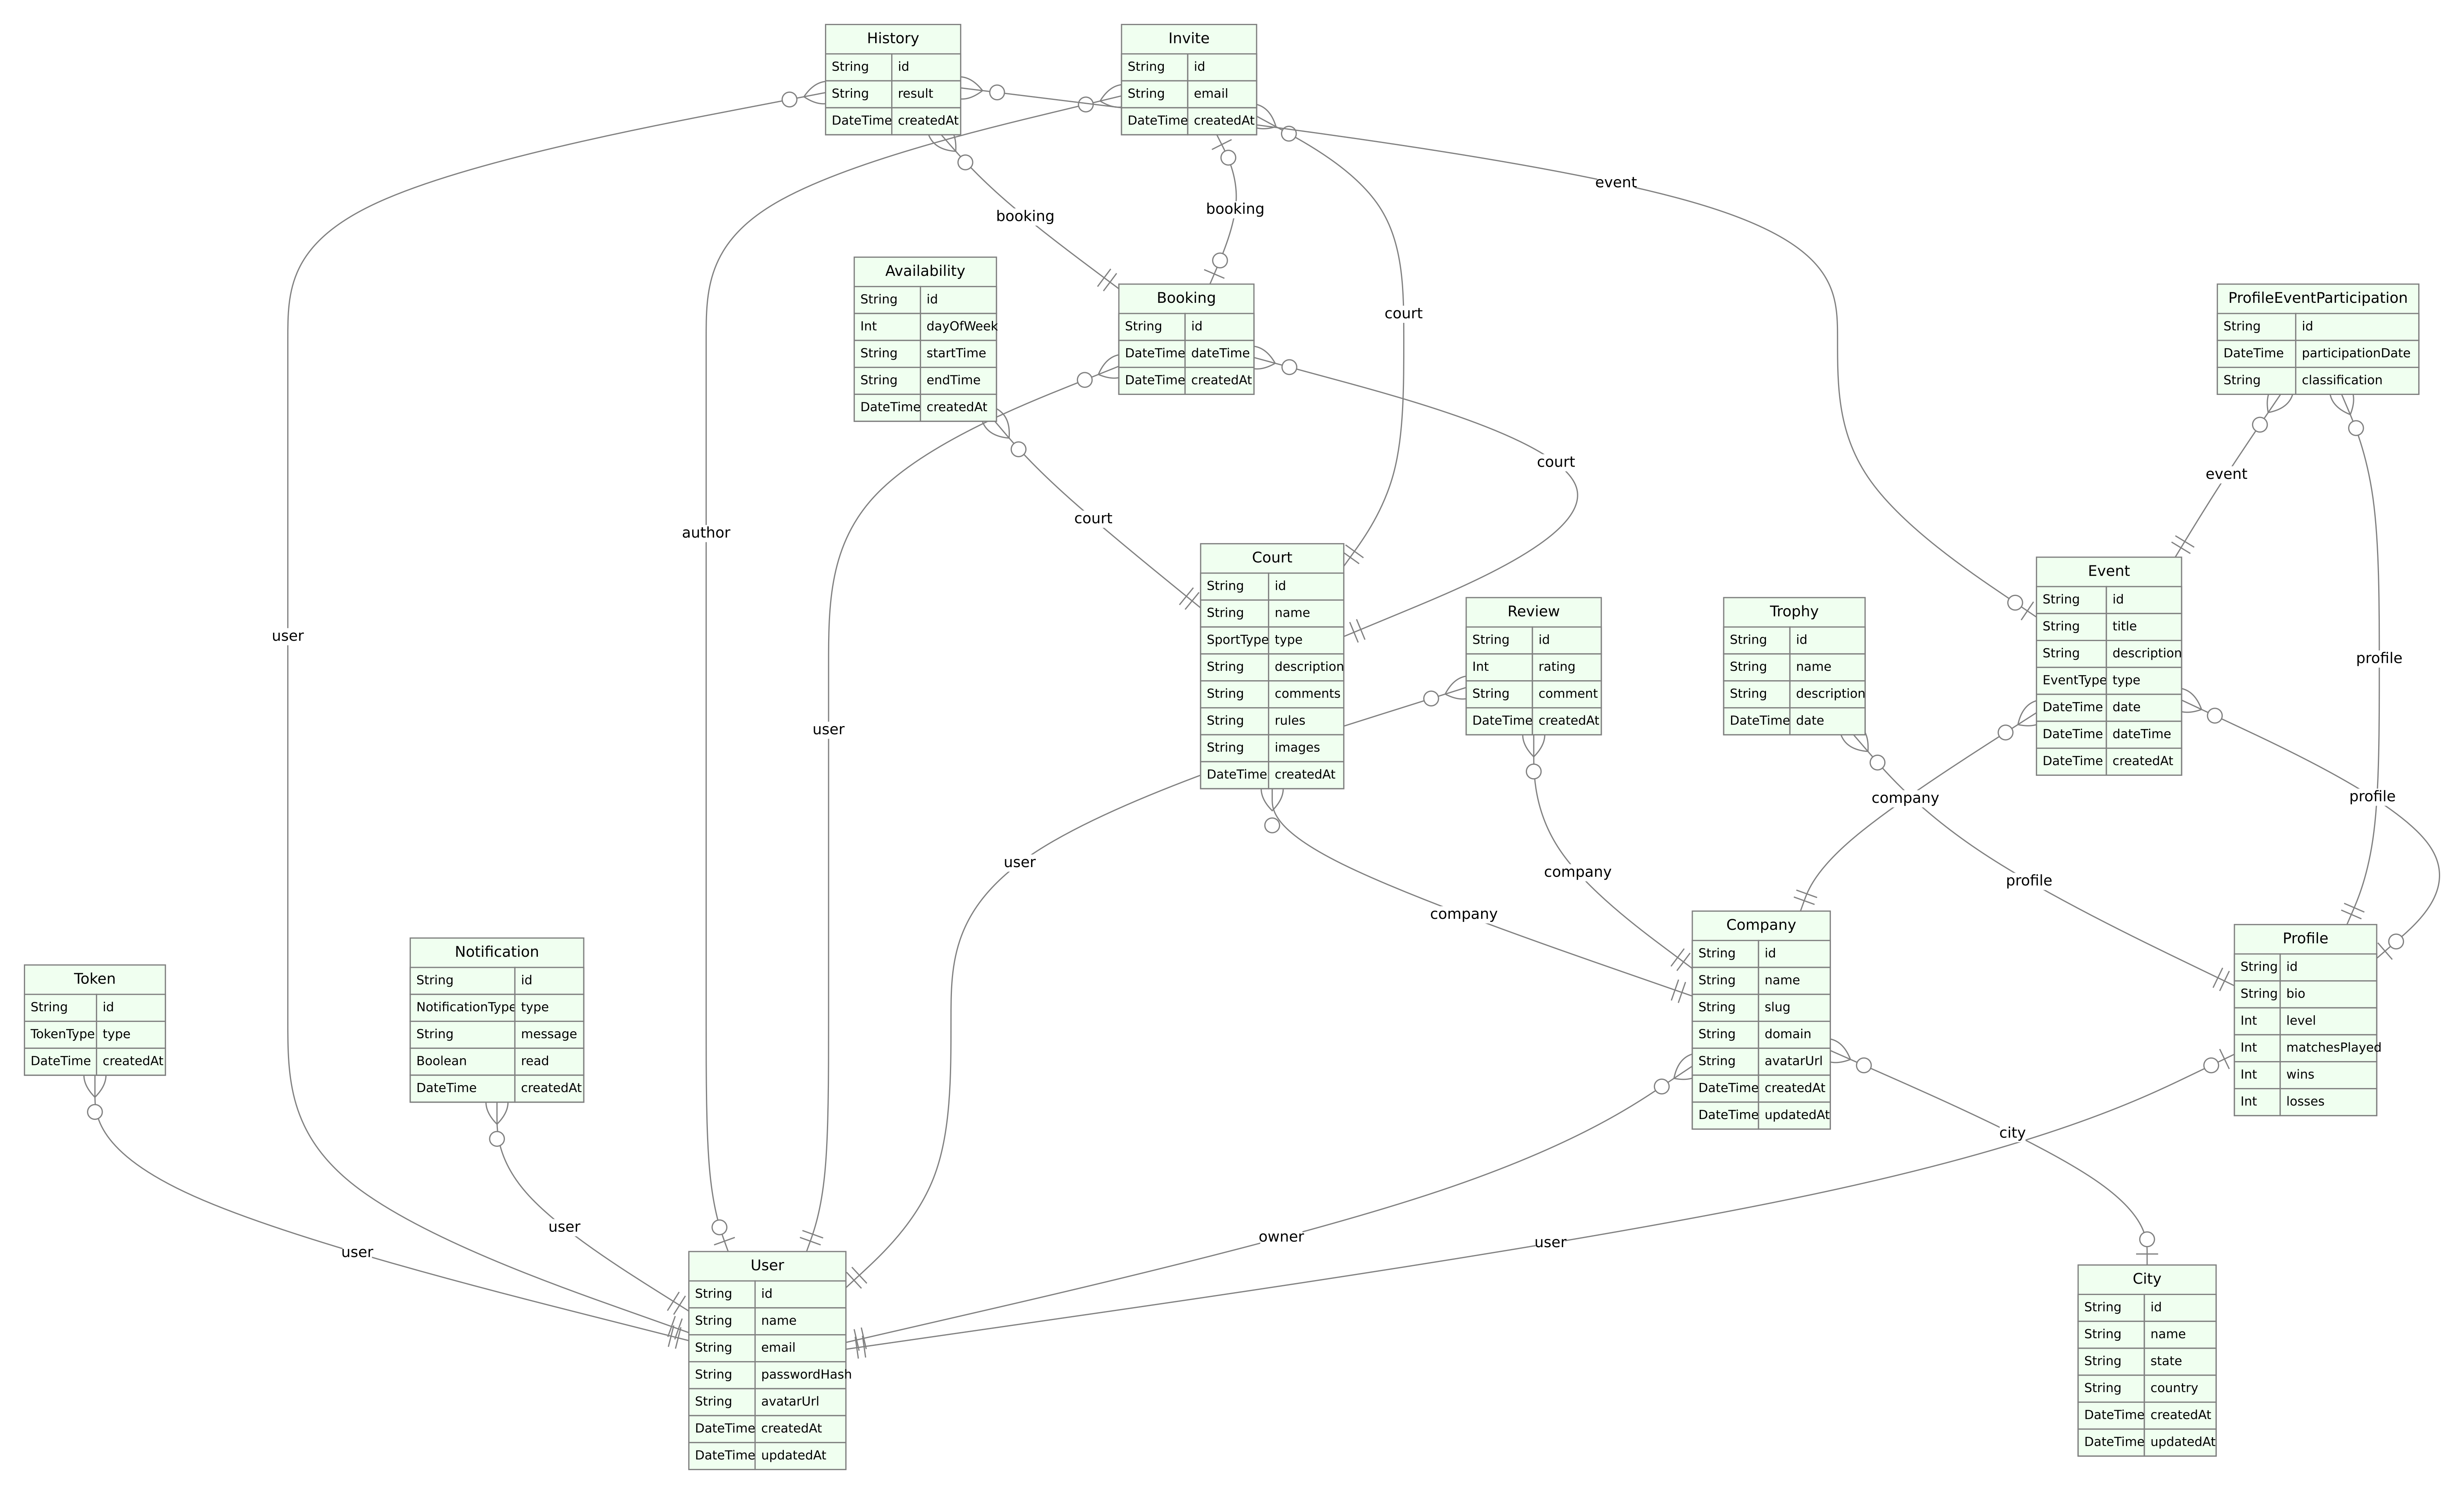 History
String id
String result
DateTime createdAt
Invite
String id
String email
DateTime createdAt
event
booking
booking
Availability
String id
Int dayOfWeek
String startTime
String endTime
DateTime createdAt
Booking
String id
DateTime dateTime
DateTime createdAt
court
ProfileEventParticipation
String id
DateTime participationDate
String classification
court
event
court
author
Court
String id
String name
SportType type
String description
String comments
String rules
String images
DateTime createdAt
Review
String id
Int rating
String comment
DateTime createdAt
Trophy
String id
String name
String description
DateTime date
Event
String id
String title
String description
EventType type
DateTime date
DateTime dateTime
DateTime createdAt
user
profile
user
company
profile
user
company
profile
company
Token
String id
TokenType type
DateTime createdAt
Notification
String id
NotificationType type
String message
Boolean read
DateTime createdAt
Company
String id
String name
String slug
String domain
String avatarUrl
DateTime createdAt
DateTime updatedAt
Profile
String id
String bio
Int level
Int matchesPlayed
Int wins
Int losses
city
user
user
owner
user
User
String id
String name
String email
String passwordHash
String avatarUrl
DateTime createdAt
DateTime updatedAt
City
String id
String name
String state
String country
DateTime createdAt
DateTime updatedAt